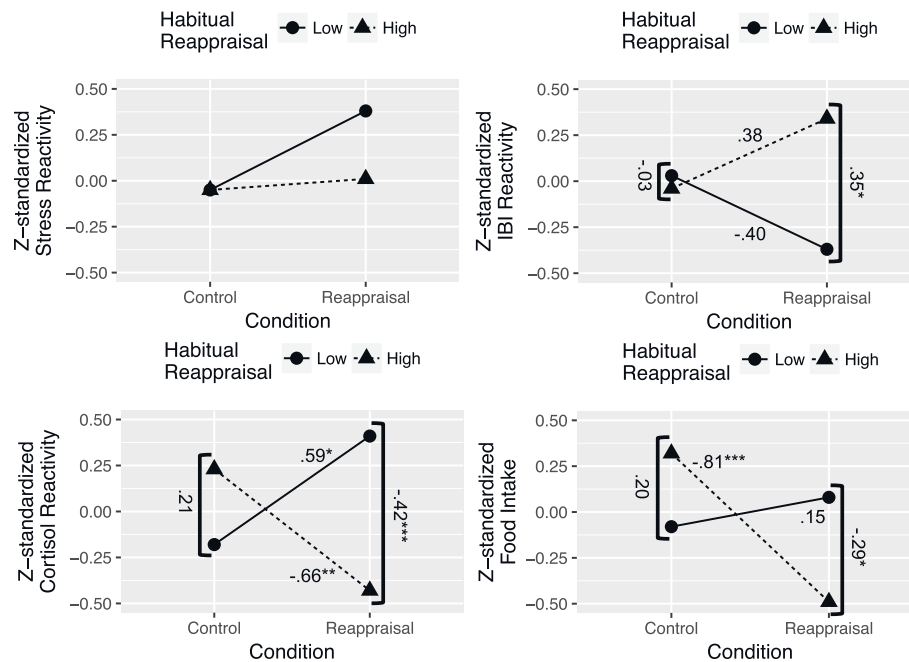 Habitual
Reappraisal
Low
High
Z−standardized
Stress Reactivity
0.50
0.25
0.00
−0.25
−0.50
Control
Reappraisal
Condition
Habitual
Reappraisal
Low
High
Z−standardized
IBI Reactivity
0.50
0.25
0.00
−0.25
−0.50
-.03
.38
-.40
.35*
Control
Reappraisal
Condition
Habitual
Reappraisal
Low
High
Z−standardized
Cortisol Reactivity
0.50
0.25
0.00
−0.25
−0.50
.21
.59*
-.66**
-.42***
Control
Reappraisal
Condition
Habitual
Reappraisal
Low
High
Z−standardized
Food Intake
0.50
0.25
0.00
−0.25
−0.50
.20
-.81***
.15
-.29*
Control
Reappraisal
Condition